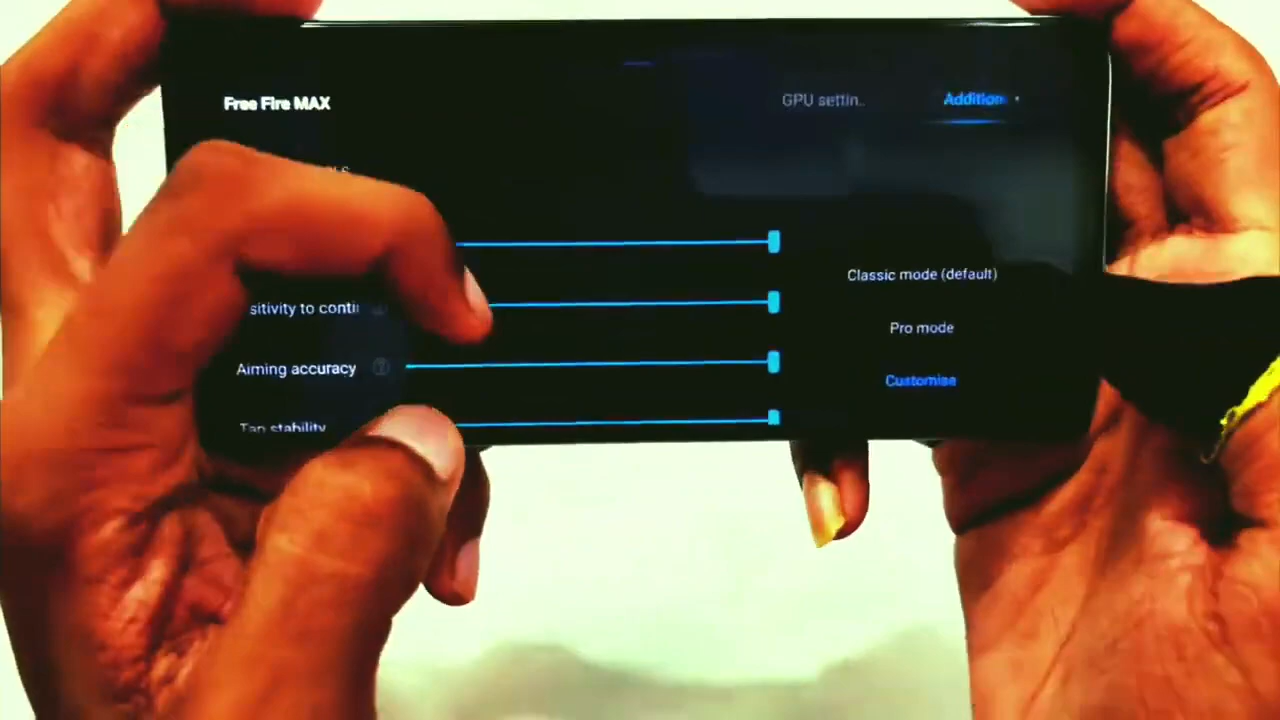 Free Fire MAX
GPU settin..
Addition
Classic mode (default)
sitivity to conti
Pro mode
Aiming accuracy
Customise
Tap stability